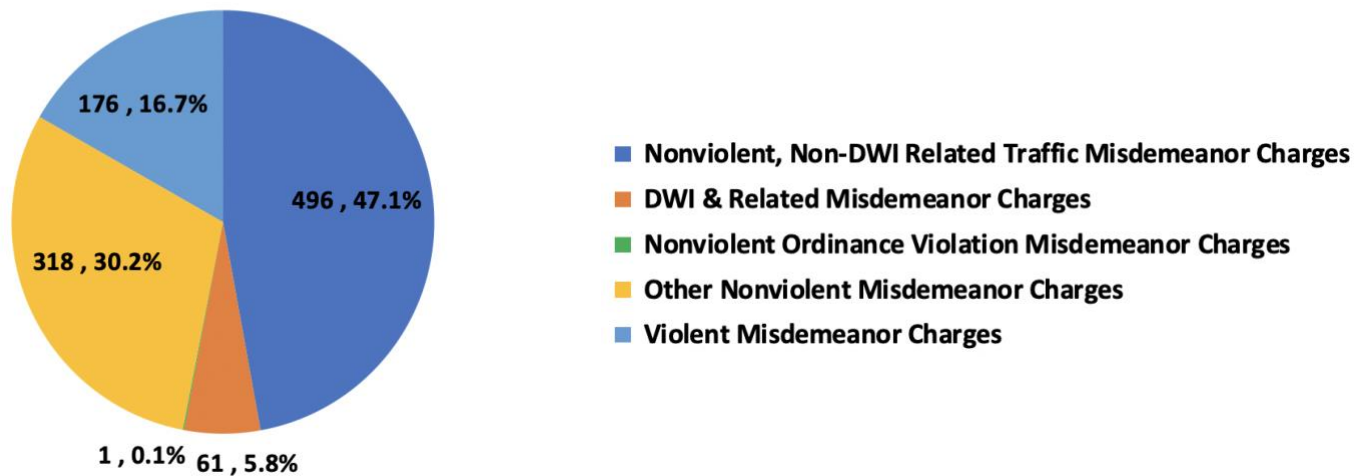 176 , 16.7%
496 , 47.1%
318 , 30.2%
1 , 0.1%
61 , 5.8%
Nonviolent, Non-DWI Related Traffic Misdemeanor Charges
DWI & Related Misdemeanor Charges
Nonviolent Ordinance Violation Misdemeanor Charges
Other Nonviolent Misdemeanor Charges
Violent Misdemeanor Charges